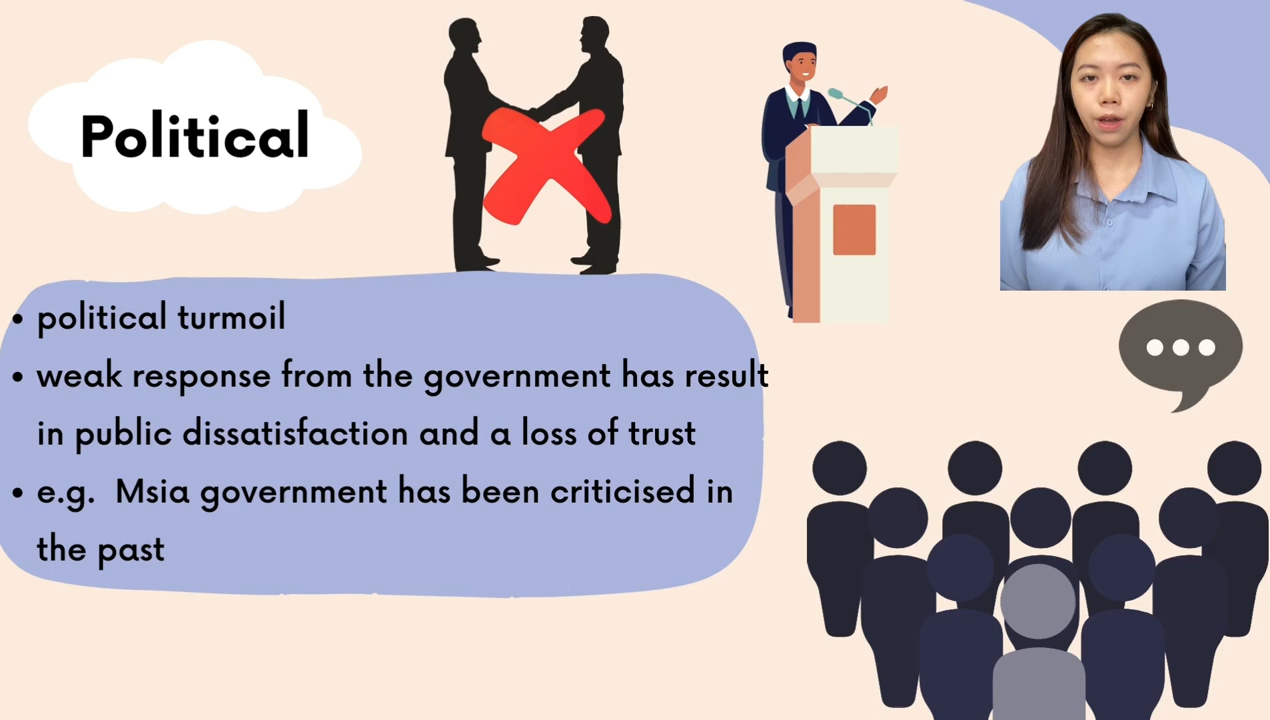 Political
• political turmoil
• weak response from the government has result
in public dissatisfaction and a loss of trust
• e.g. Msia government has been criticised in
the past